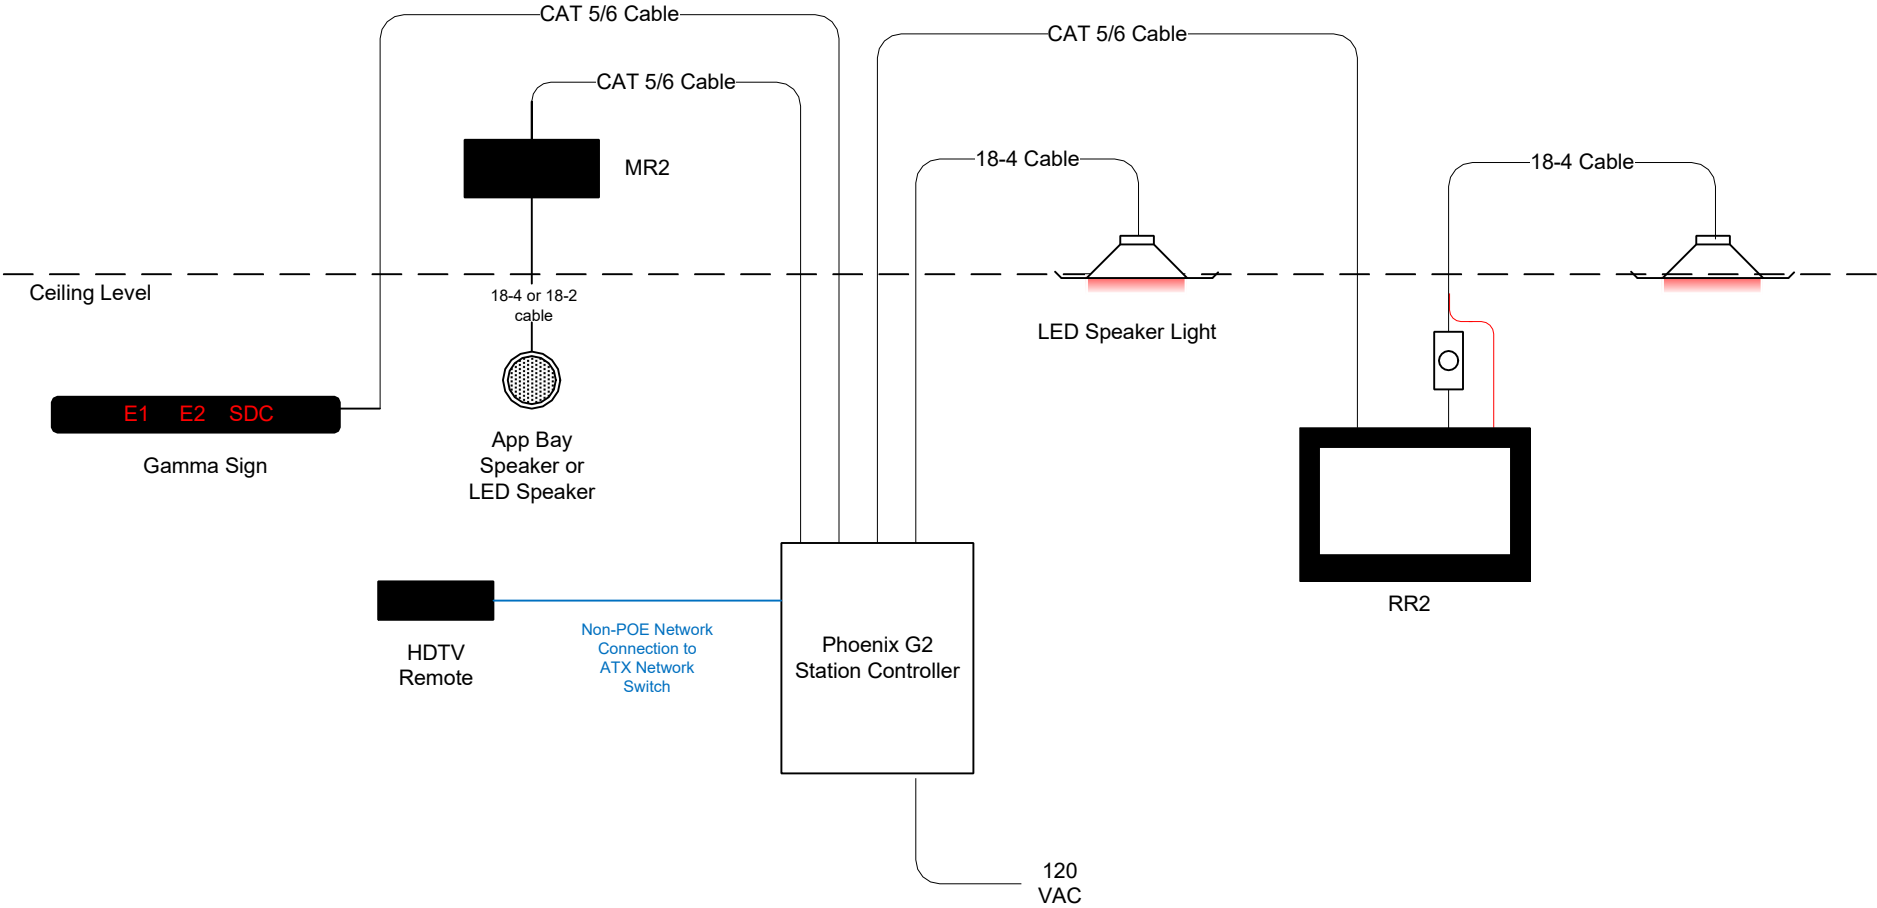 CAT 5/6 Cable
CAT 5/6 Cable
CAT 5/6 Cable
MR2
18-4 Cable
18-4 Cable
Ceiling Level
18-4 or 18-2
cable
LED Speaker Light
E1 E2 SDC
Gamma Sign
App Bay
Speaker or
LED Speaker
RR2
HDTV
Remote
Non-POE Network
Connection to
ATX Network
Switch
Phoenix G2
Station Controller
120
VAC